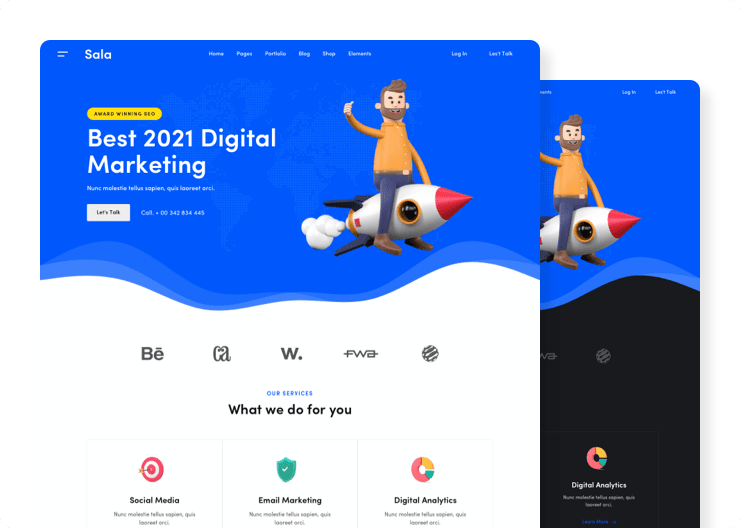 Sala
Home Pages Portfolio Blog Shop Elements Log In Les't Talk
AWARD WINNING SEO
Best 2021 Digital
Marketing
Nunc molestie tellus sapien, quis laoreet orci.
Let's Talk
Call. + 00 342 834 445
Bē
W.
FWA
OUR SERVICES
What we do for you
Social Media
Nunc molestie tellus sapien, quis
laoreet orci.
Email Marketing
Nunc molestie tellus sapien, quis
laoreet orci.
Digital Analytics
Nunc molestie tellus sapien, quis
laoreet orci.
Log In Les't Talk
Digital Analytics
Nunc molestie tellus sapien, quis
laoreet orci.
Learn More →